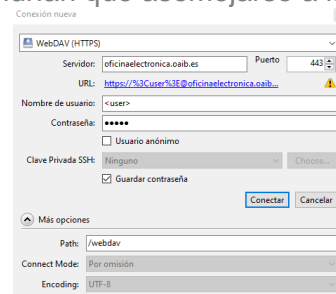 que asemejarse a
Conexión nueva
WebDAV (HTTPS)
Servidor: oficinaelectronica.oaib.es Puerto 443
URL: https://%3Cuser%3E@oficinaelectronica.oaib...
Nombre de usuario: <user>
Contraseña: •••••
Usuario anónimo
Clave Privada SSH: Ninguno Choose...
Guardar contraseña
Conectar Cancelar
Más opciones
Path: /webdav
Connect Mode: Por omisión
Encoding: UTF-8